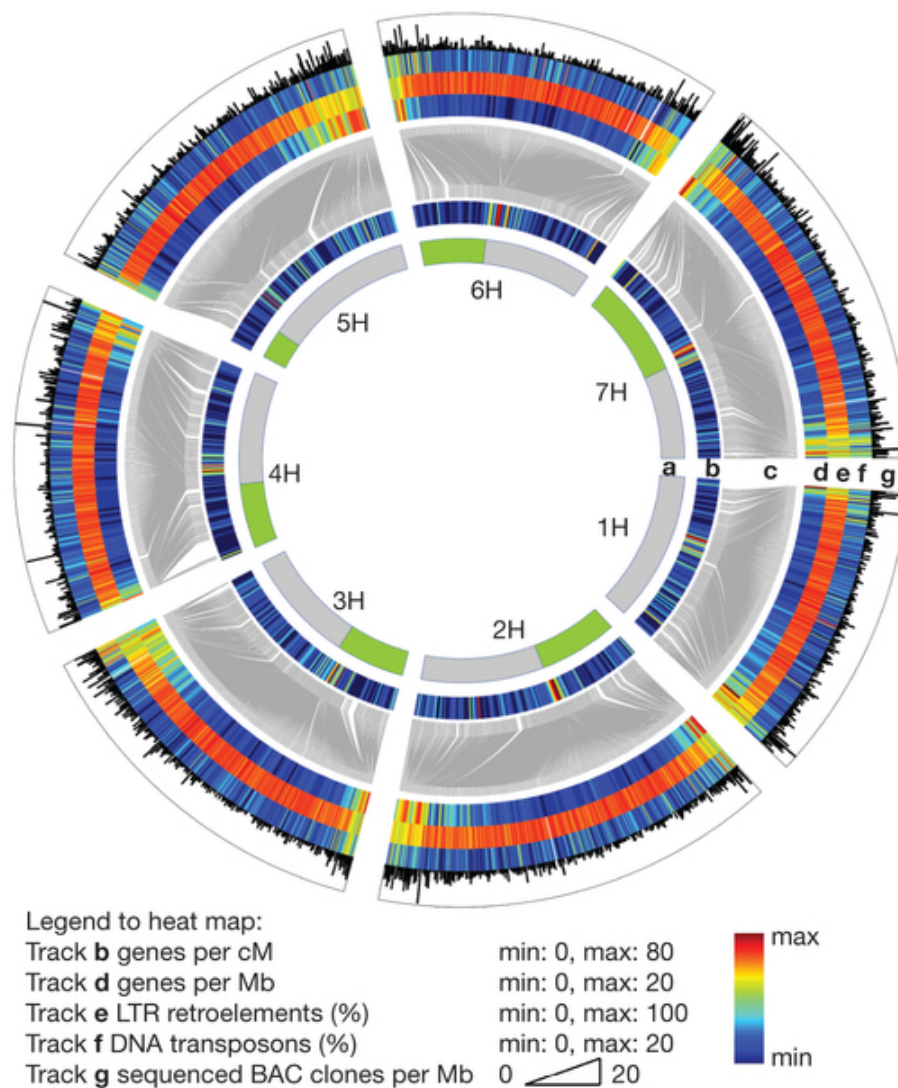 6H
5H
7H
4H
a b c d e f g
1H
3H
2H
Legend to heat map:
Track b genes per cM min: 0, max: 80
Track d genes per Mb min: 0, max: 20
Track e LTR retroelements (%) min: 0, max: 100
Track f DNA transposons (%) min: 0, max: 20
Track g sequenced BAC clones per Mb 0 20
max
min